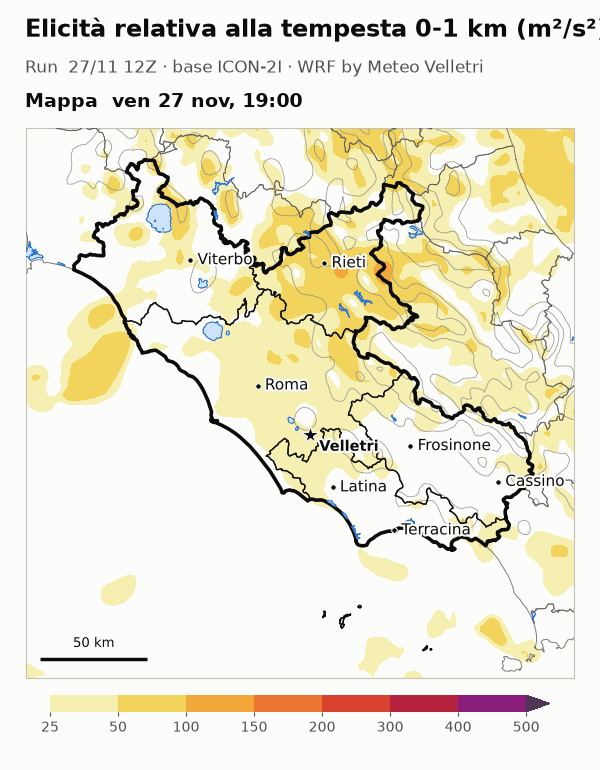 Elicità relativa alla tempesta 0-1 km (m²/s²)
Run 27/11 12Z · base ICON-2I · WRF by Meteo Velletri
Mappa ven 27 nov, 19:00
Viterbo
Rieti
Roma
Velletri
Frosinone
Latina
Cassino
Terracina
50 km
25 50 100 150 200 300 400 500